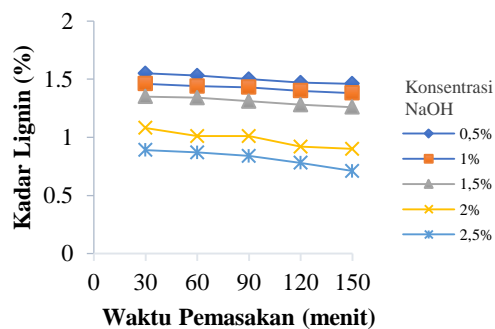 2
1.5
1
0.5
0
0 30 60 90 120 150
Kadar Lignin (%)
Waktu Pemasakan (menit)
Konsentrasi
NaOH
0,5%
1%
1,5%
2%
2,5%